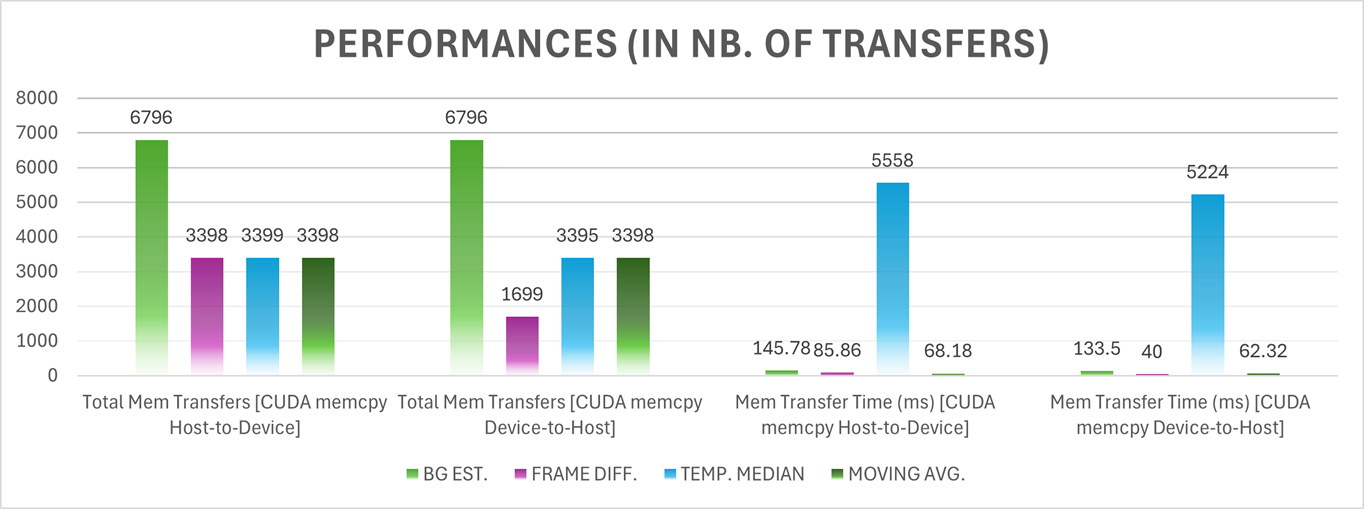 PERFORMANCES (IN NB. OF TRANSFERS)
8000
7000
6000
5000
4000
3000
2000
1000
0
6796
3398
3399
3398
6796
1699
3395
3398
145.78
85.86
5558
68.18
133.5
40
5224
62.32
Total Mem Transfers [CUDA memcpy
Host-to-Device]
Total Mem Transfers [CUDA memcpy
Device-to-Host]
Mem Transfer Time (ms) [CUDA
memcpy Host-to-Device]
Mem Transfer Time (ms) [CUDA
memcpy Device-to-Host]
BG EST.
FRAME DIFF.
TEMP. MEDIAN
MOVING AVG.